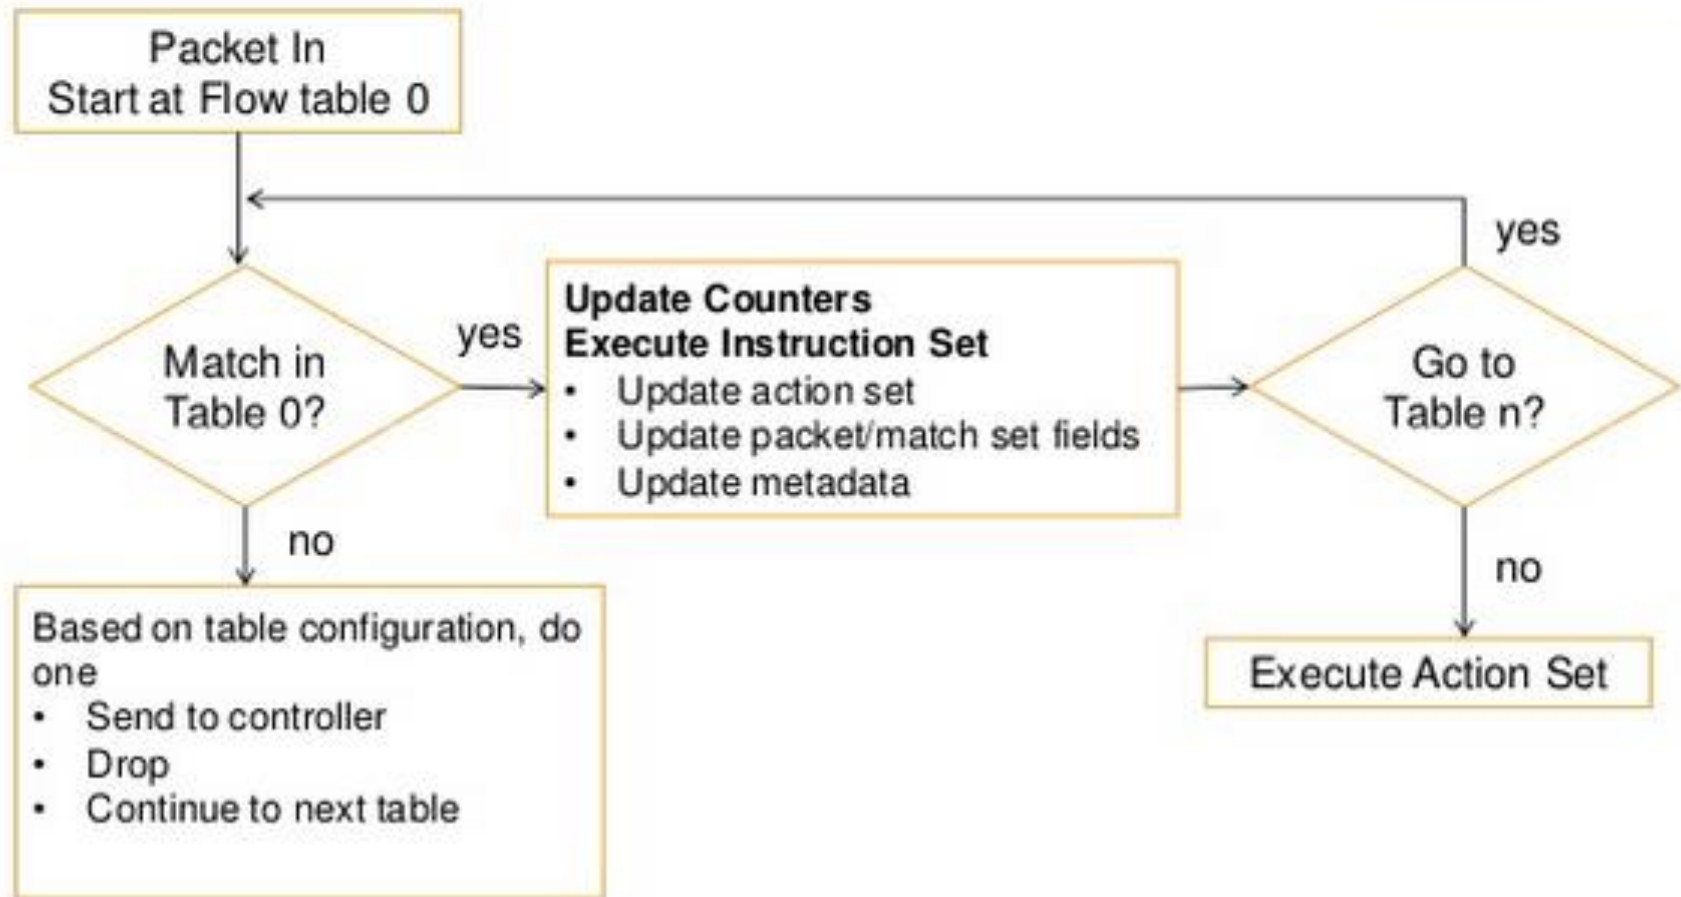 Packet In
Start at Flow table 0
yes
Match in
Table 0?
yes
Update Counters
Execute Instruction Set
• Update action set
• Update packet/match set fields
• Update metadata
Go to
Table n?
no
no
Based on table configuration, do
one
• Send to controller
• Drop
• Continue to next table
Execute Action Set